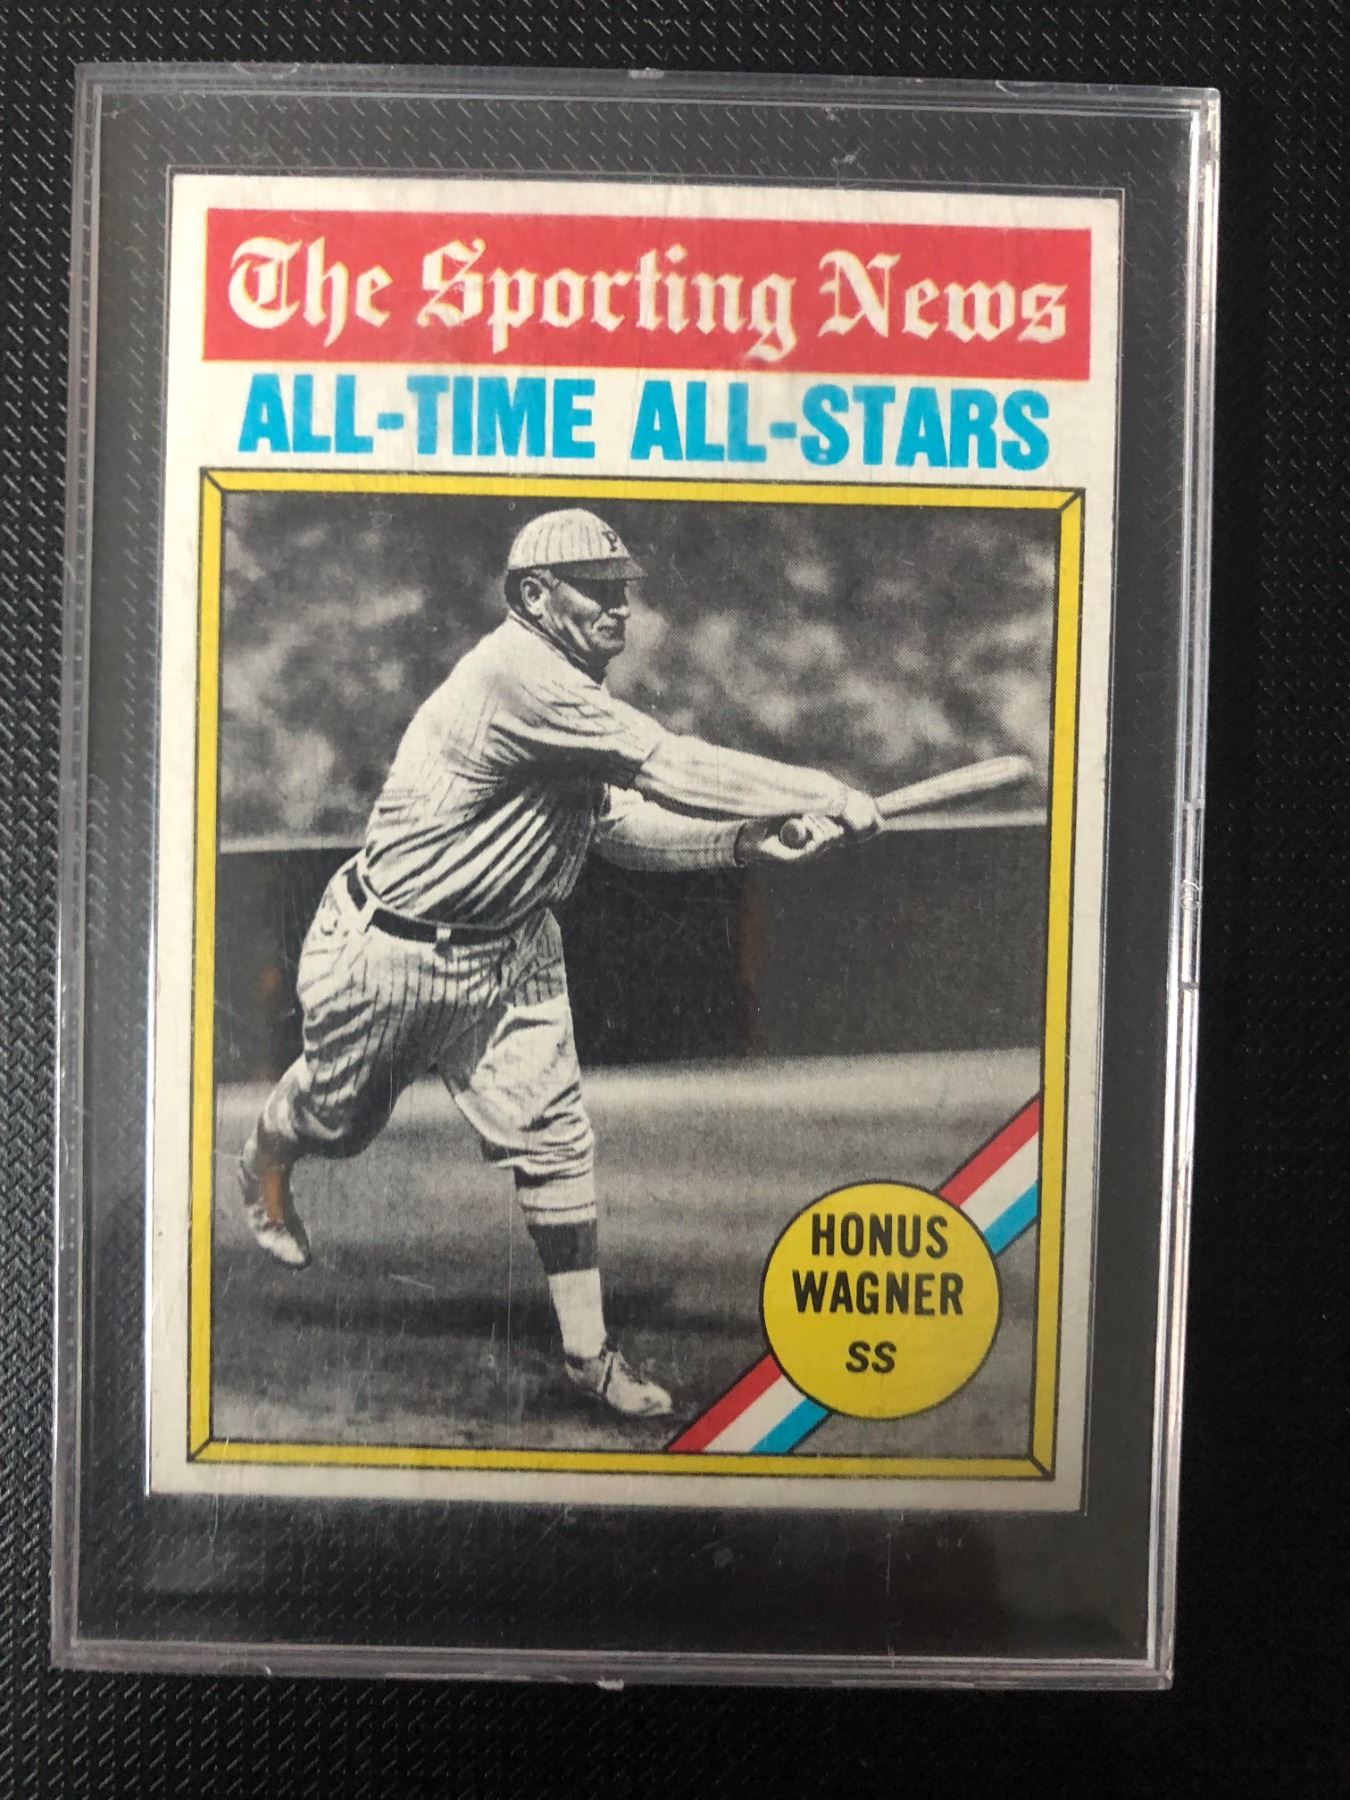 The Sporting News
ALL-TIME ALL-STARS
P
HONUS
WAGNER
SS